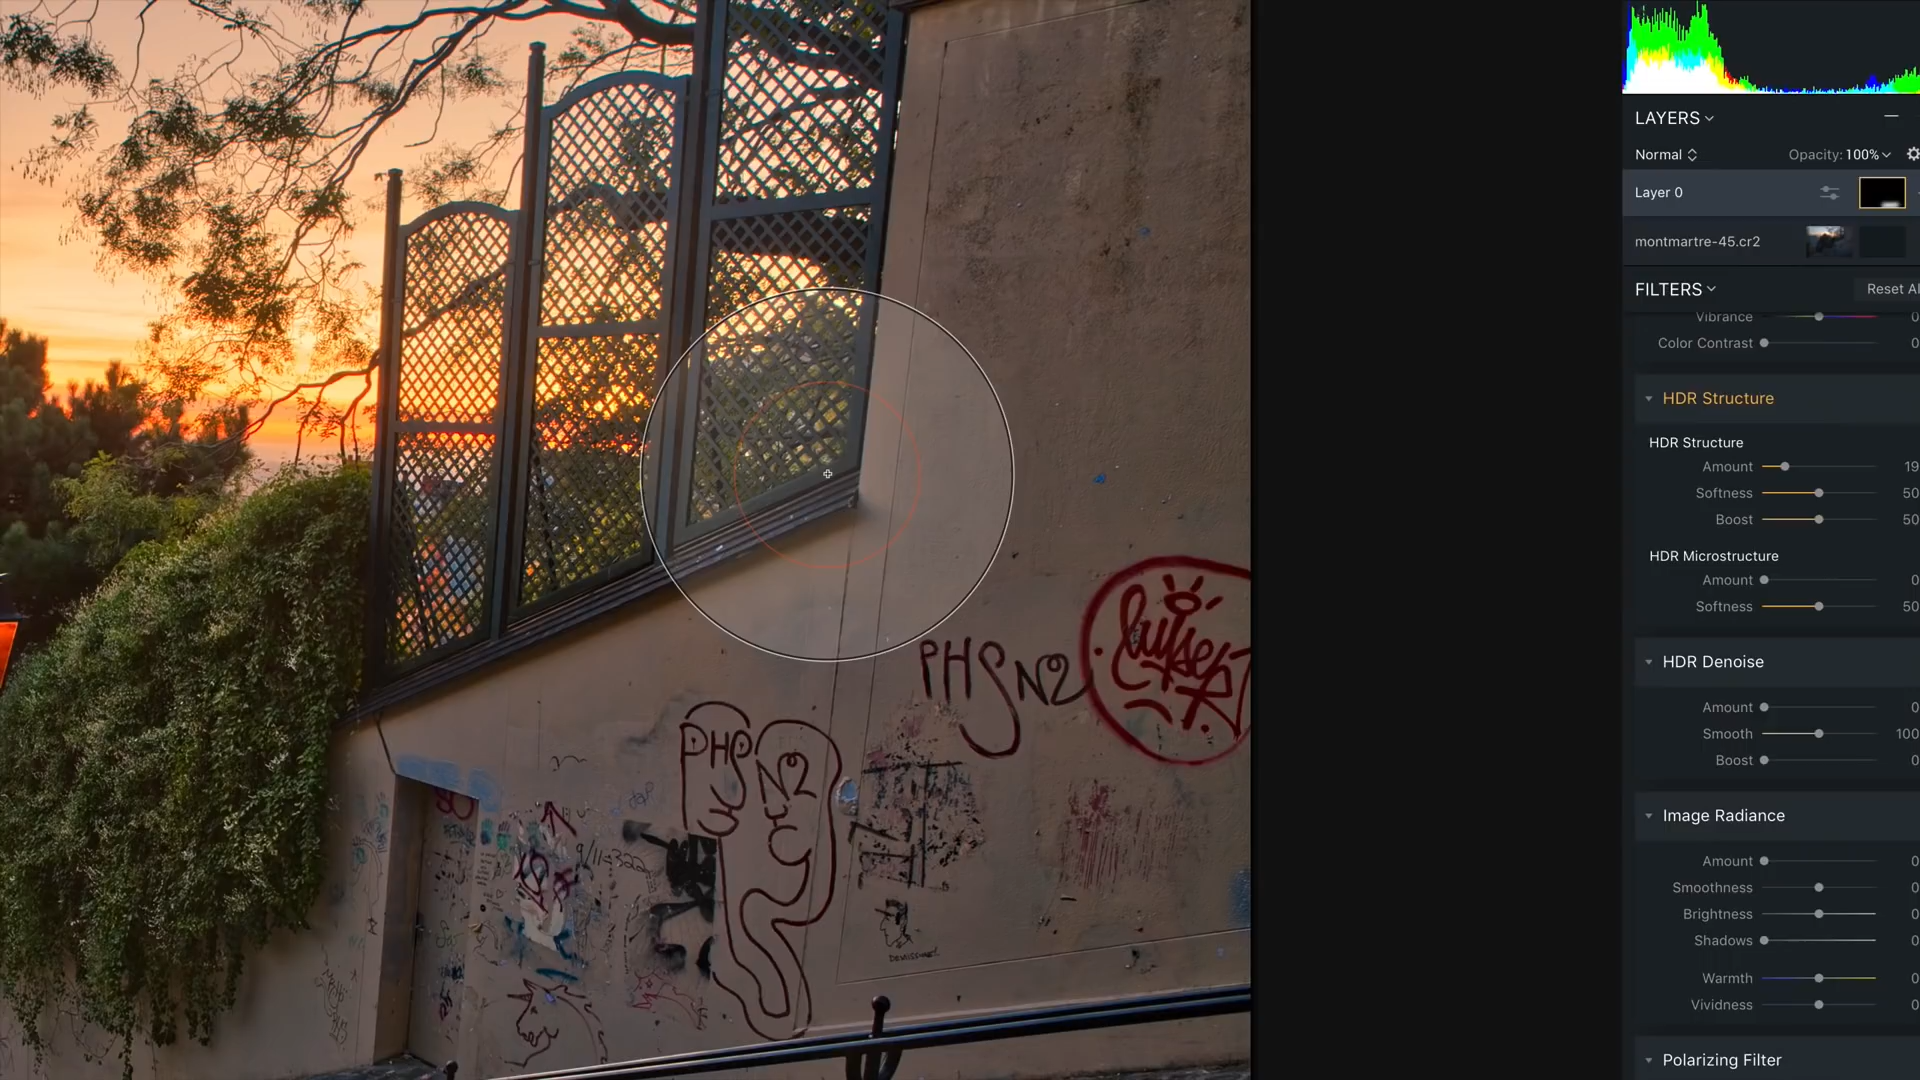 LAYERS
Normal
Opacity: 100%
Layer 0
montmartre-45.cr2
FILTERS
Reset Al
Vibrance 0
Color Contrast 0
HDR Structure
HDR Structure
Amount 19
Softness 50
Boost 50
HDR Microstructure
Amount 0
Softness 50
HDR Denoise
Amount 0
Smooth 100
Boost 0
Image Radiance
Amount 0
Smoothness 0
Brightness 0
Shadows 0
Warmth 0
Vividness 0
Polarizing Filter
PHSN2
PHS
N2